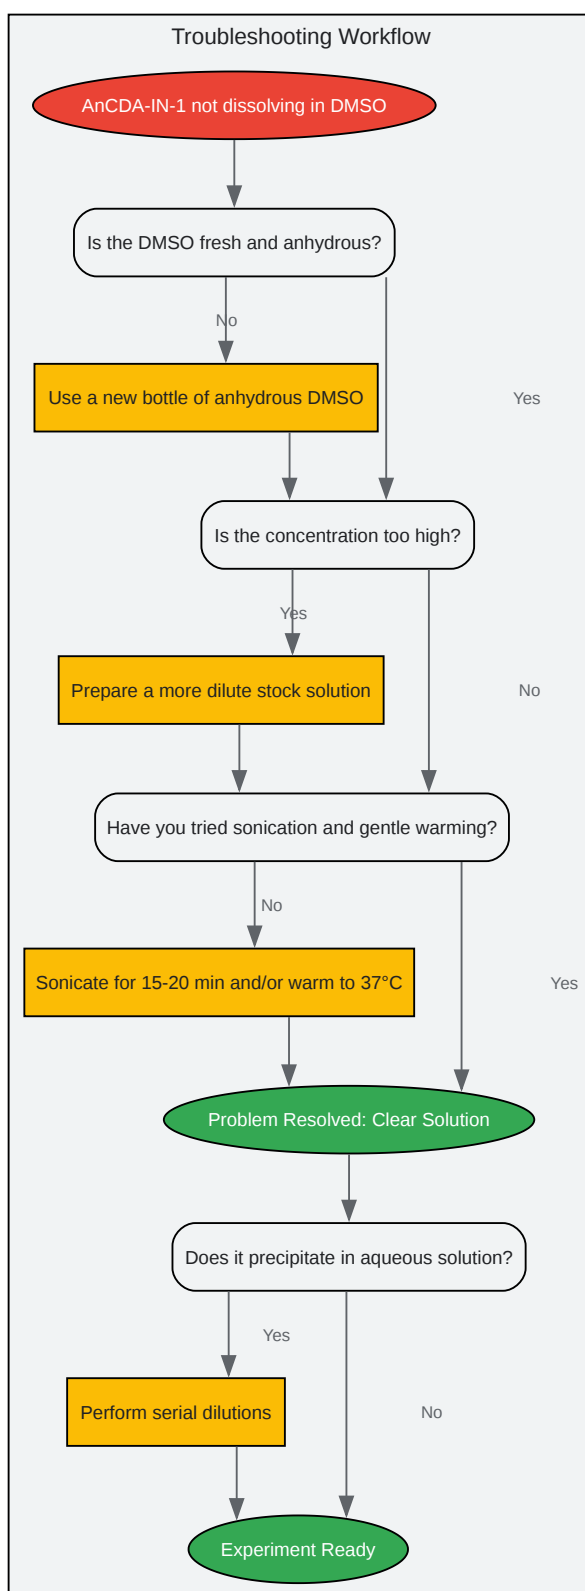 Troubleshooting Workflow
AnCDA-IN-1 not dissolving in DMSO
Is the DMSO fresh and anhydrous?
No
Use a new bottle of anhydrous DMSO
Yes
Is the concentration too high?
Yes
Prepare a more dilute stock solution
No
Have you tried sonication and gentle warming?
No
Sonicate for 15-20 min and/or warm to 37°C
Yes
Problem Resolved: Clear Solution
Does it precipitate in aqueous solution?
Yes
Perform serial dilutions
No
Experiment Ready